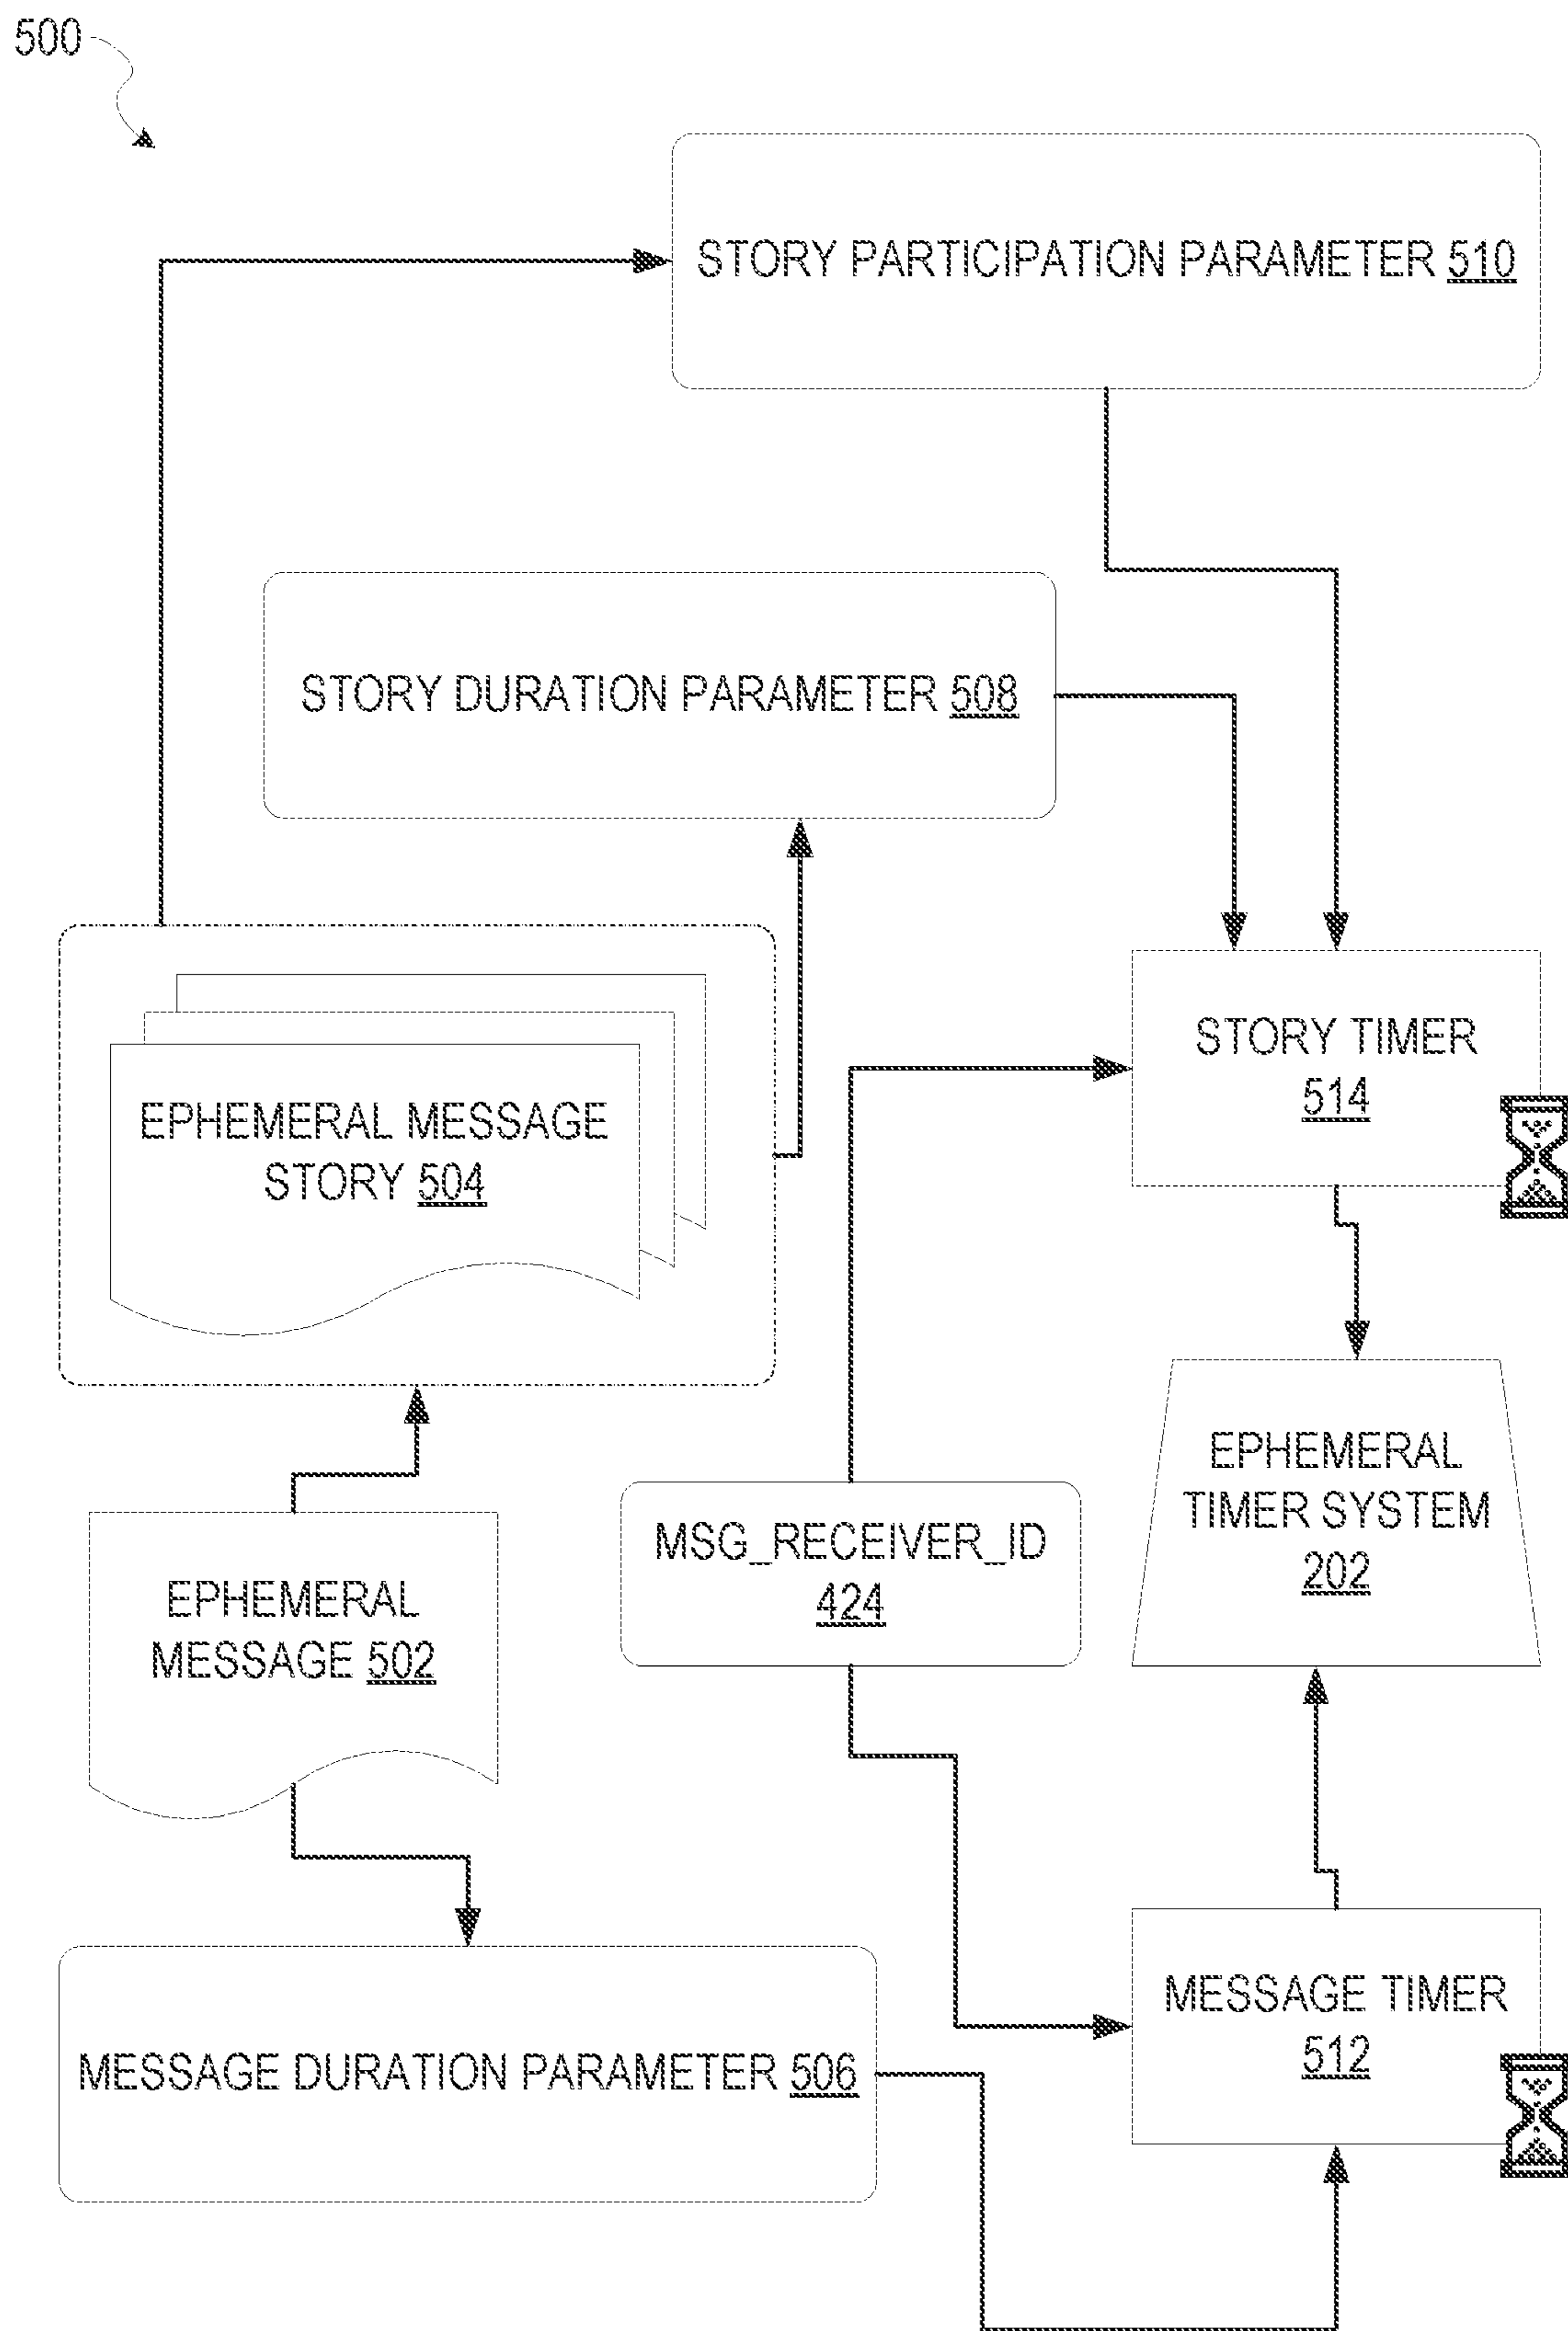 500
STORY PARTICIPATION PARAMETER 510
STORY DURATION PARAMETER 508
EPHEMERAL MESSAGE
STORY 504
STORY TIMER
514
EPHEMERAL
TIMER SYSTEM
202
MSG_RECEIVER_ID
424
EPHEMERAL
MESSAGE 502
MESSAGE TIMER
512
MESSAGE DURATION PARAMETER 506